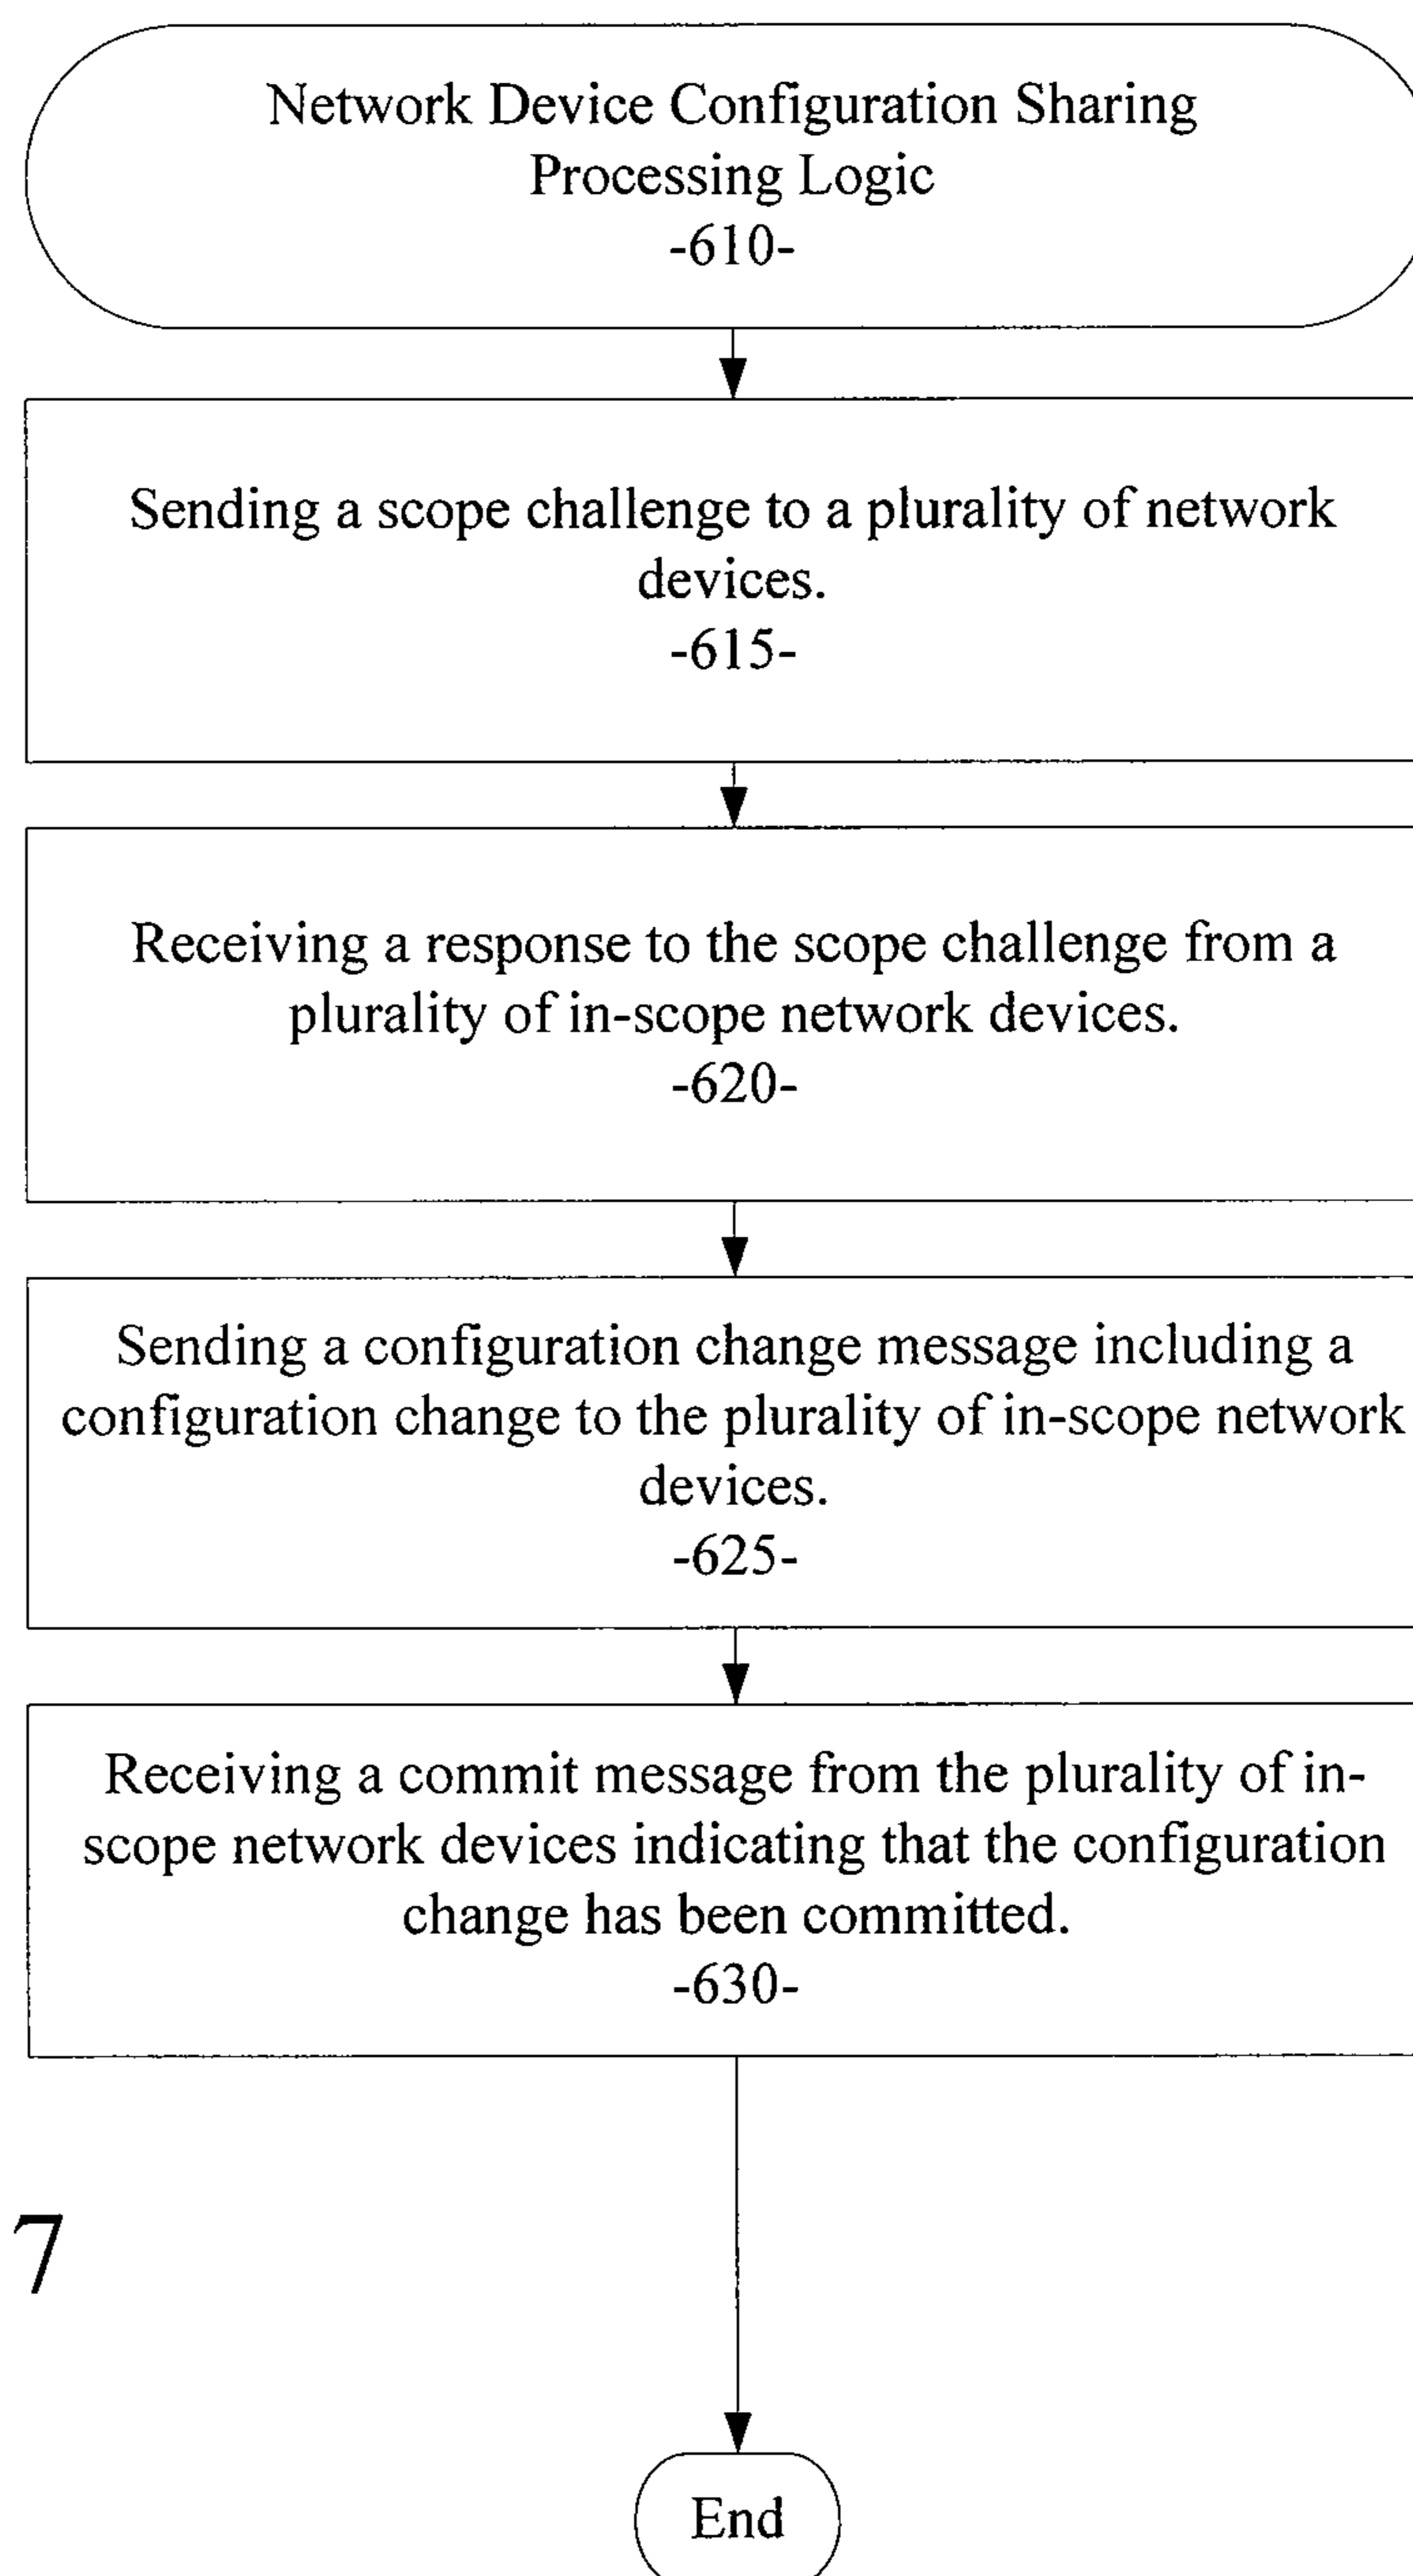 Network Device Configuration Sharing
Processing Logic
-610-
Sending a scope challenge to a plurality of network
devices.
-615-
Receiving a response to the scope challenge from a
plurality of in-scope network devices.
-620-
Sending a configuration change message including a
configuration change to the plurality of in-scope network
devices.
-625-
Receiving a commit message from the plurality of in-
scope network devices indicating that the configuration
change has been committed.
-630-
7
End